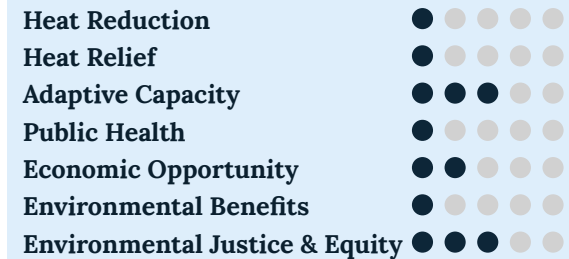 Heat Reduction
Heat Relief
Adaptive Capacity
Public Health
Economic Opportunity
Environmental Benefits
Environmental Justice & Equity